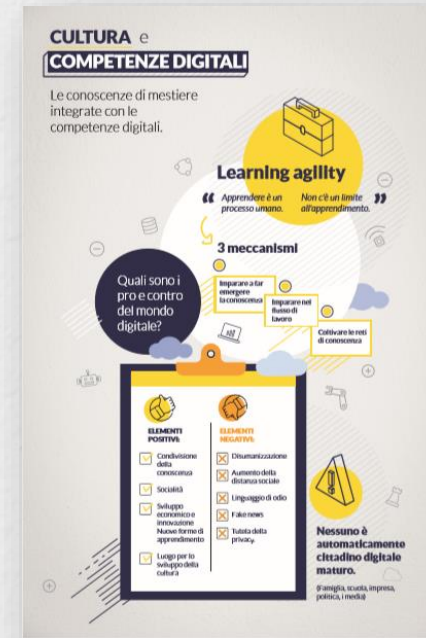 CULTURA e
COMPETENZE DIGITALI
Le conoscenze di mestiere
integrate con le
competenze digitali.
Learning agility
“ Apprendere è un
processo umano.
Non c'è un limite
all'apprendimento. ”
3 meccanismi
Imparare a far
emergere
la conoscenza
Imparare nel
flusso di
lavoro
Coltivare le reti
di conoscenza
Quali sono i
pro e contro
del mondo
digitale?
ELEMENTI
POSITIVI:
Condivisione
della
conoscenza
Socialità
Sviluppo
economico e
innovazione
Nuove forme di
apprendimento
Luogo per lo
sviluppo della
cultura
ELEMENTI
NEGATIVI:
Disumanizzazione
Aumento della
distanza sociale
Linguaggio di odio
Fake news
Tutela della
privacy.
Nessuno è
automaticamente
cittadino digitale
maturo.
(Famiglia, scuola, impresa,
politica, i media)